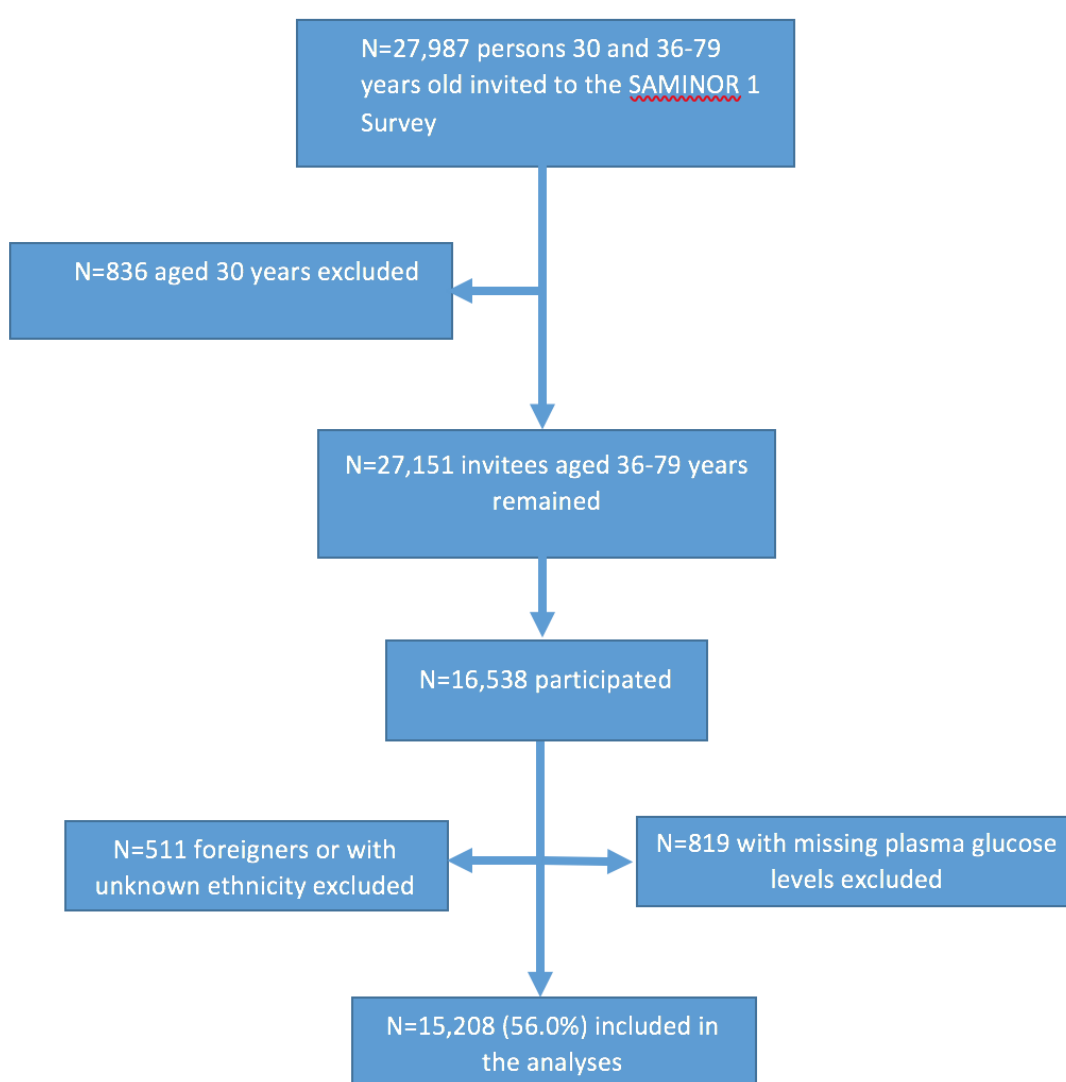 N=27,987 persons 30 and 36-79
years old invited to the SAMINOR 1
Survey
N=836 aged 30 years excluded
N=27,151 invitees aged 36-79 years
remained
N=16,538 participated
N=511 foreigners or with
unknown ethnicity excluded
N=819 with missing plasma glucose
levels excluded
N=15,208 (56.0%) included in
the analyses